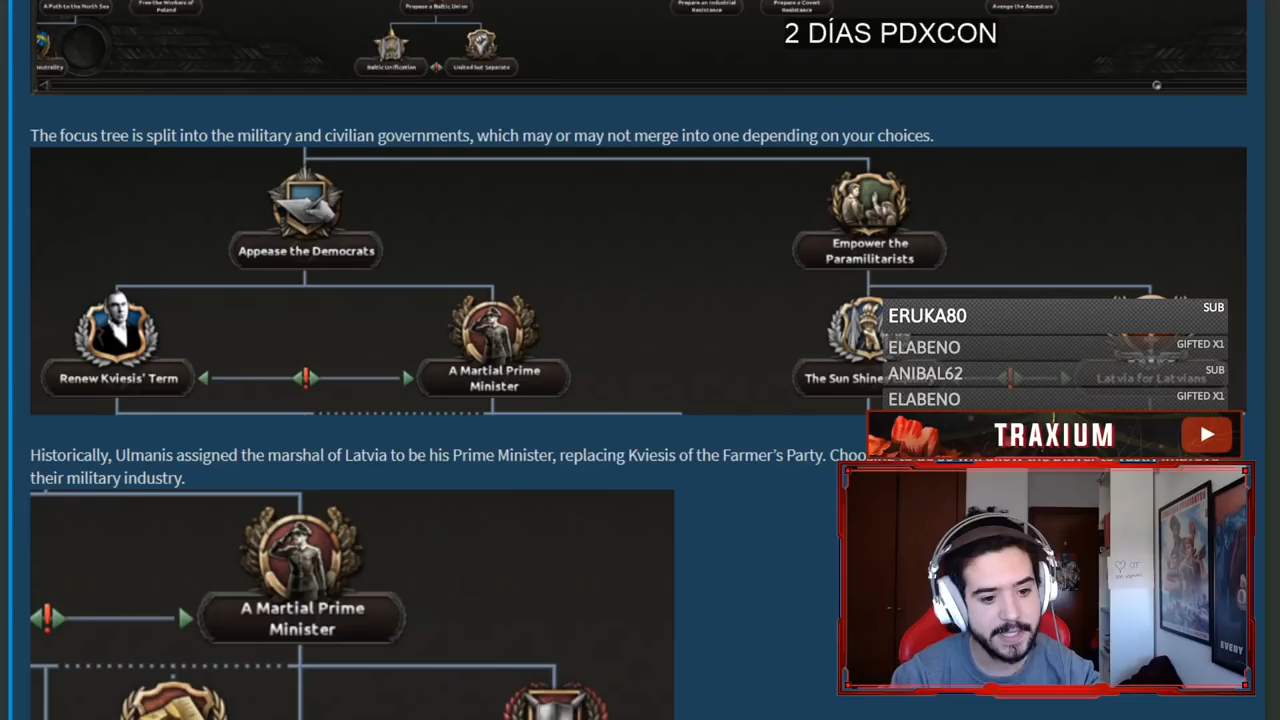 A Path to the North Sea
Free the Workers of
Poland
Propose a Baltic Union
Prepare an Industrial
Resistance
Prepare a Covert
Resistance
Avenge the Ancestors
2 DÍAS PDXCON
Baltic Unification
United but Separate
The focus tree is split into the military and civilian governments, which may or may not merge into one depending on your choices.
Appease the Democrats
Empower the
Paramilitarists
Renew Kviesis' Term
A Martial Prime
Minister
The Sun Shine
Latvia for Latvians
ERUKA80
SUB
ELABENO
GIFTED X1
ANIBAL62
SUB
ELABENO
GIFTED X1
TRAXIUM
Historically, Ulmanis assigned the marshal of Latvia to be his Prime Minister, replacing Kviesis of the Farmer's Party.
their military industry.
A Martial Prime
Minister
EVERY